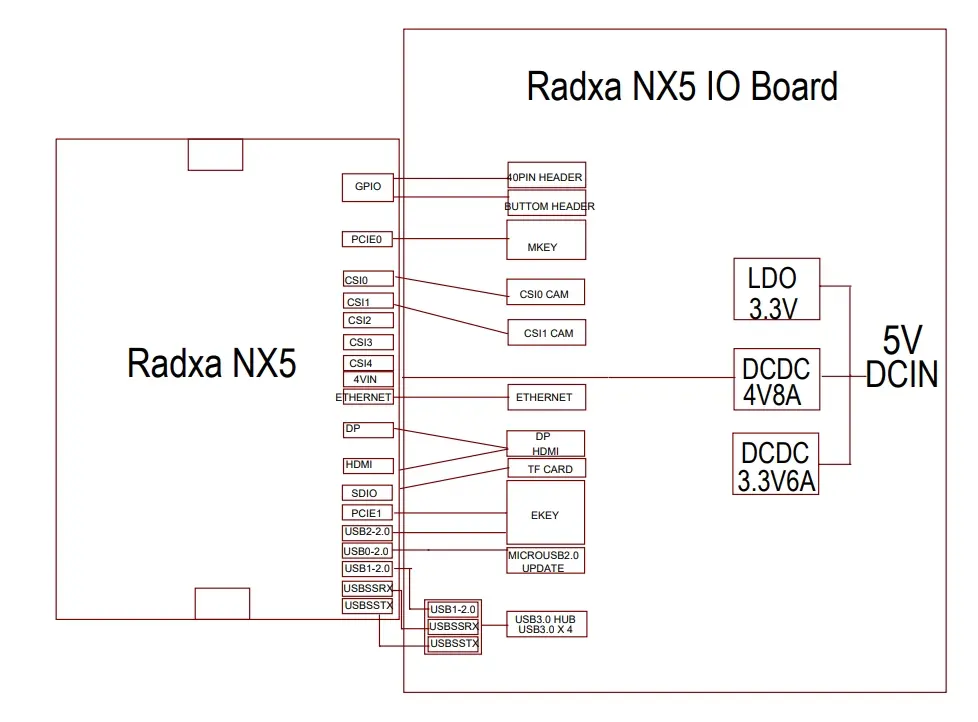 Radxa NX5 IO Board
Radxa NX5
GPIO
PCIE0
CSI0
CSI1
CSI2
CSI3
CSI4
4VIN
ETHERNET
DP
HDMI
SDIO
PCIE1
USB2-2.0
USB0-2.0
USB1-2.0
USBSSRX
USBSSTX
40PIN HEADER
BUTTOM HEADER
MKEY
CSI0 CAM
CSI1 CAM
ETHERNET
DP
HDMI
TF CARD
EKEY
MICROUSB2.0
UPDATE
USB1-2.0
USBSSRX
USBSSTX
USB3.0 HUB
USB3.0 X 4
LDO
3.3V
DCDC
4V8A
DCDC
3.3V6A
5V
DCIN